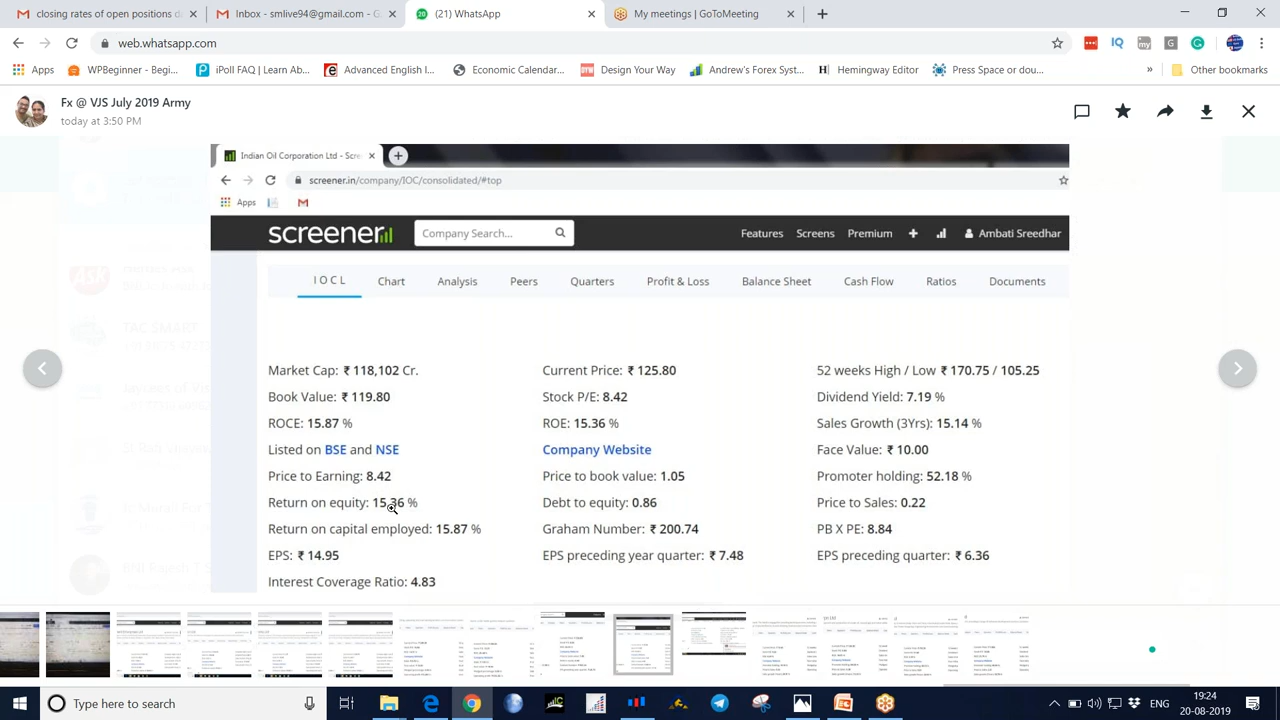 closing rates of positions
Inbox - smlive94@gmail.com - G
(21) WhatsApp
My meetings | GoToMeeting
web.whatsapp.com
Apps
WPBeginner - Begi...
iPoll FAQ | Learn Ab...
Advanced English I...
Economic Calendar...
Design Your Way
Andrew's Forex Syst...
Hemingway Editor
Press Space or dou...
Other bookmarks
Fx @ VJS July 2019 Army
today at 3:50 PM
Indian Oil Corporation Ltd - Scre
screener.in/company/IOC/consolidated/#top
Apps
screener
Company Search...
Features Screens Premium Ambati Sreedhar
I O C L Chart Analysis Peers Quarters Profit & Loss Balance Sheet Cash Flow Ratios Documents
Market Cap: ₹ 118,102 Cr. Current Price: ₹ 125.80 52 weeks High / Low ₹ 170.75 / 105.25
Book Value: ₹ 119.80 Stock P/E: 8.42 Dividend Yield: 7.19 %
ROCE: 15.87 % ROE: 15.36 % Sales Growth (3Yrs): 15.14 %
Listed on BSE and NSE Company Website Face Value: ₹ 10.00
Price to Earning: 8.42 Price to book value: 1.05 Promoter holding: 52.18 %
Return on equity: 15.36 % Debt to equity: 0.86 Price to Sales: 0.22
Return on capital employed: 15.87 % Graham Number: ₹ 200.74 PB X PE: 8.84
EPS: ₹ 14.95 EPS preceding year quarter: ₹ 7.48 EPS preceding quarter: ₹ 6.36
Interest Coverage Ratio: 4.83
Type here to search
ENG
19:24
20-08-2019